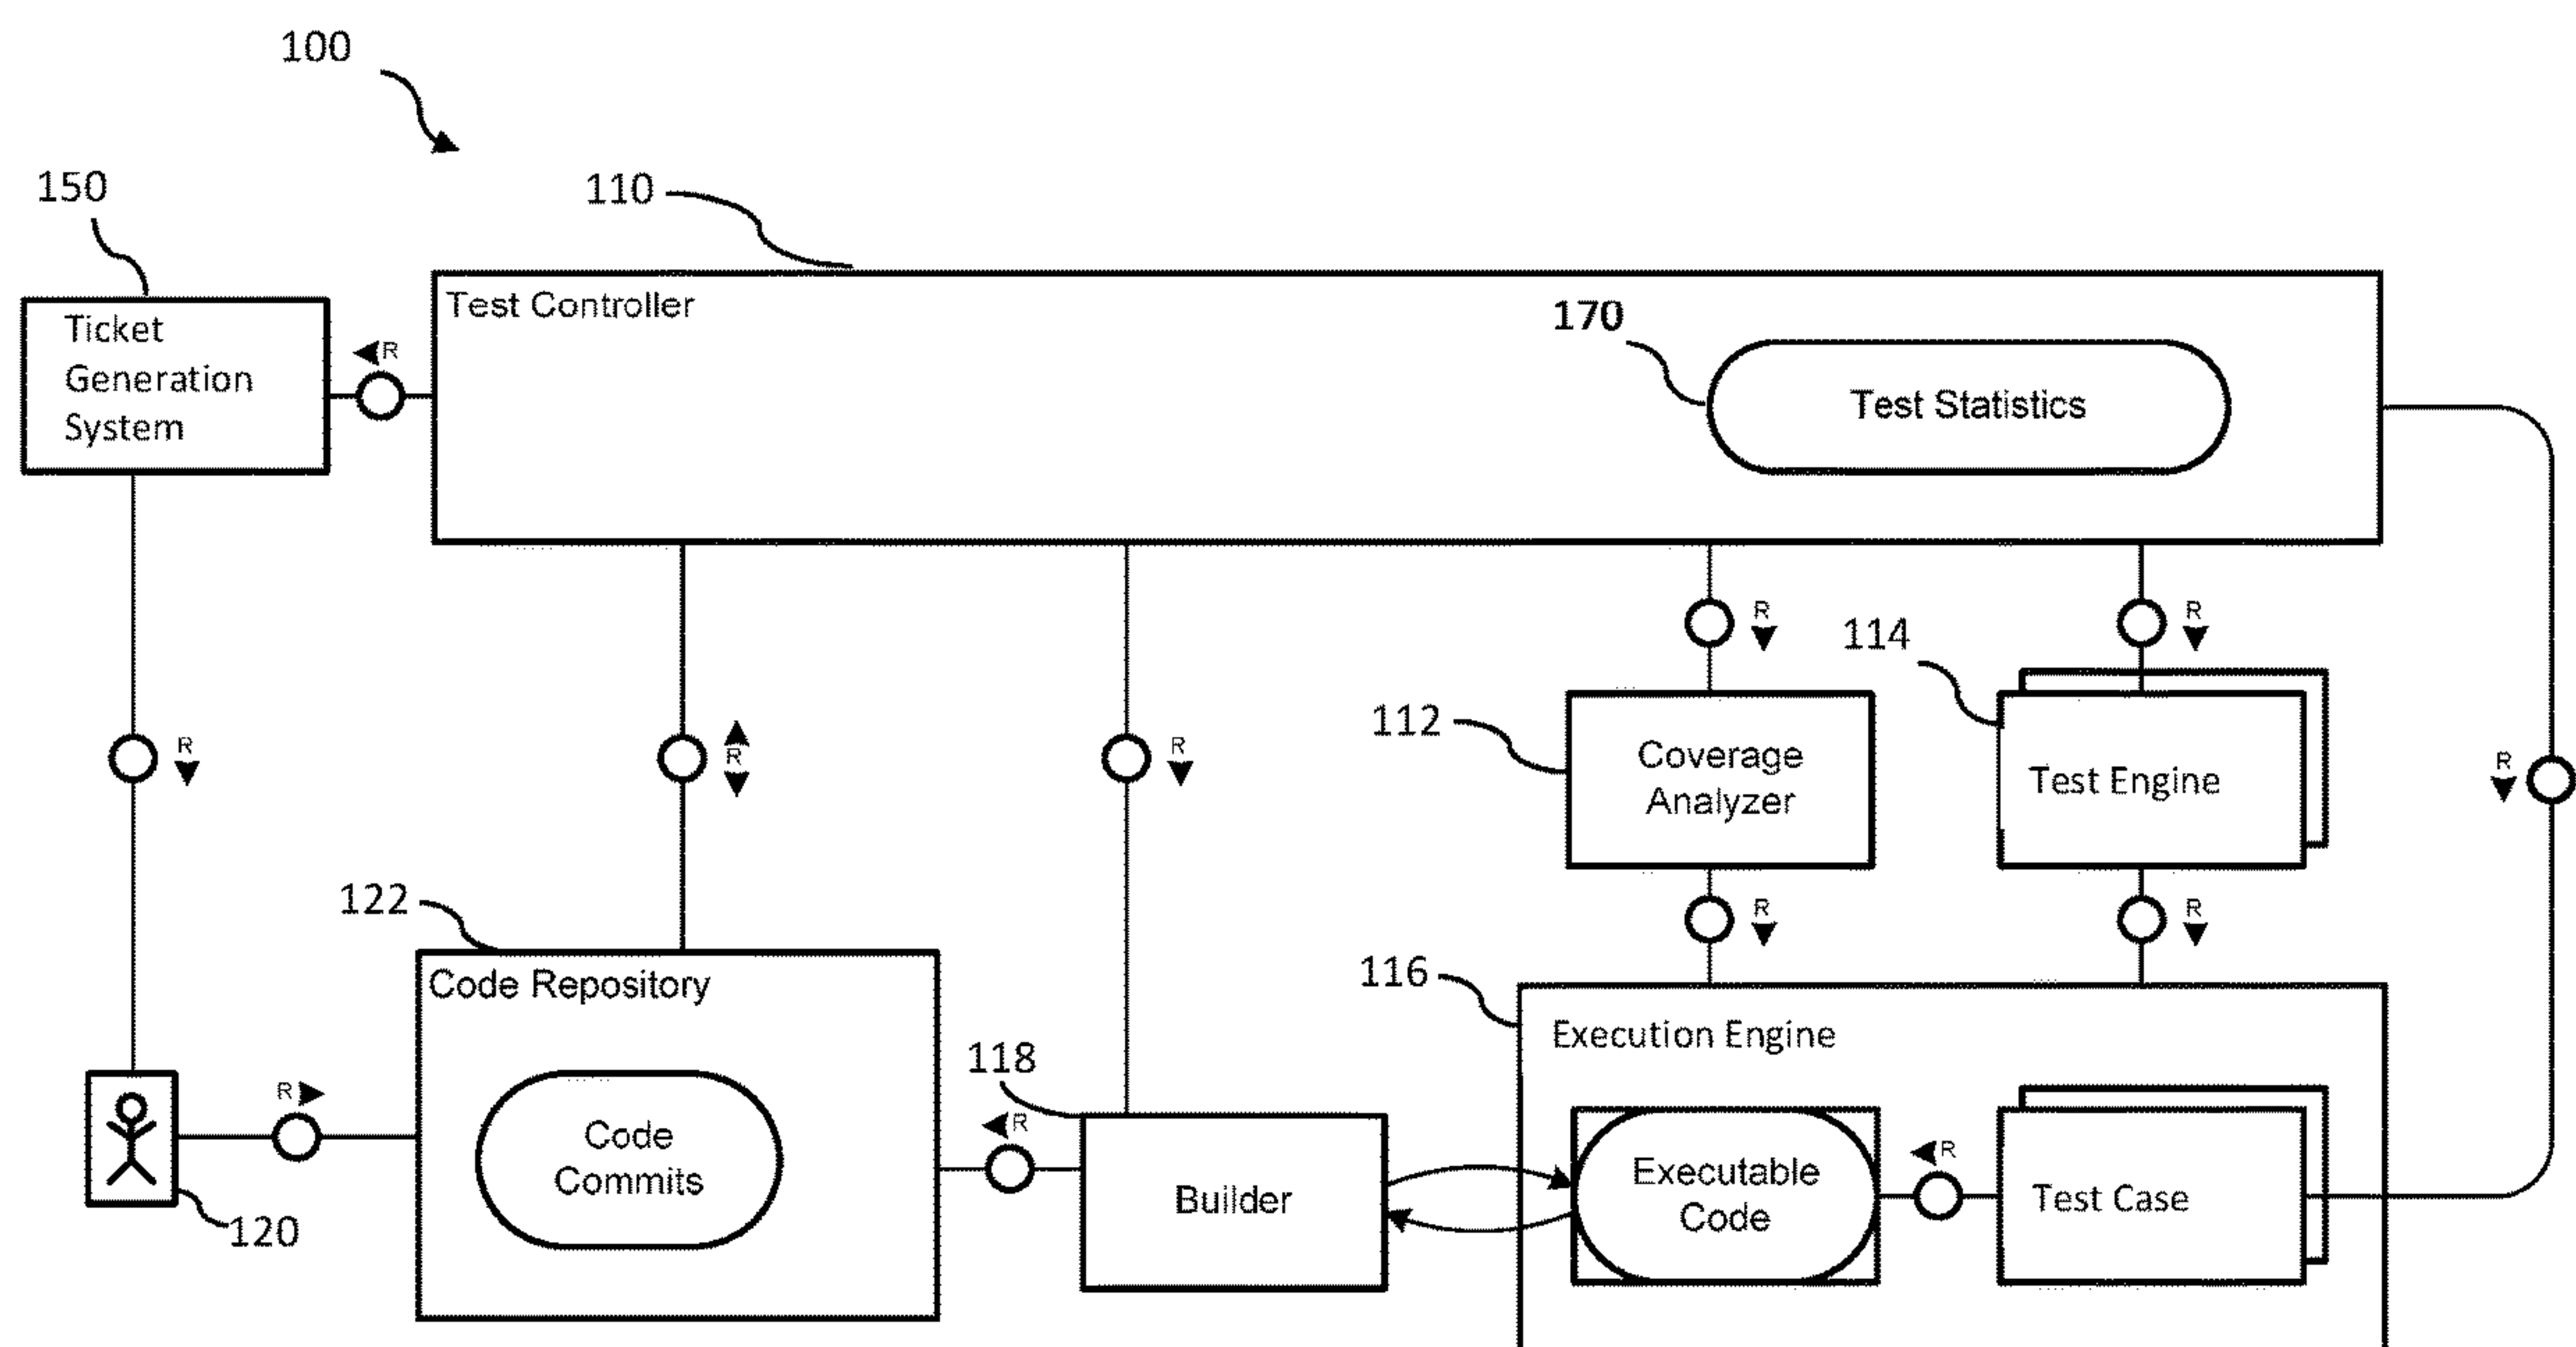 100
150
110
Test Controller
170
Ticket
Generation
System
R
Test Statistics
R
R
114
112
R
R
R
Coverage
Analyzer
Test Engine
R
122
R
R
116
Code Repository
Execution Engine
118
R
R
Code
Commits
Builder
Executable
Code
R
Test Case
120